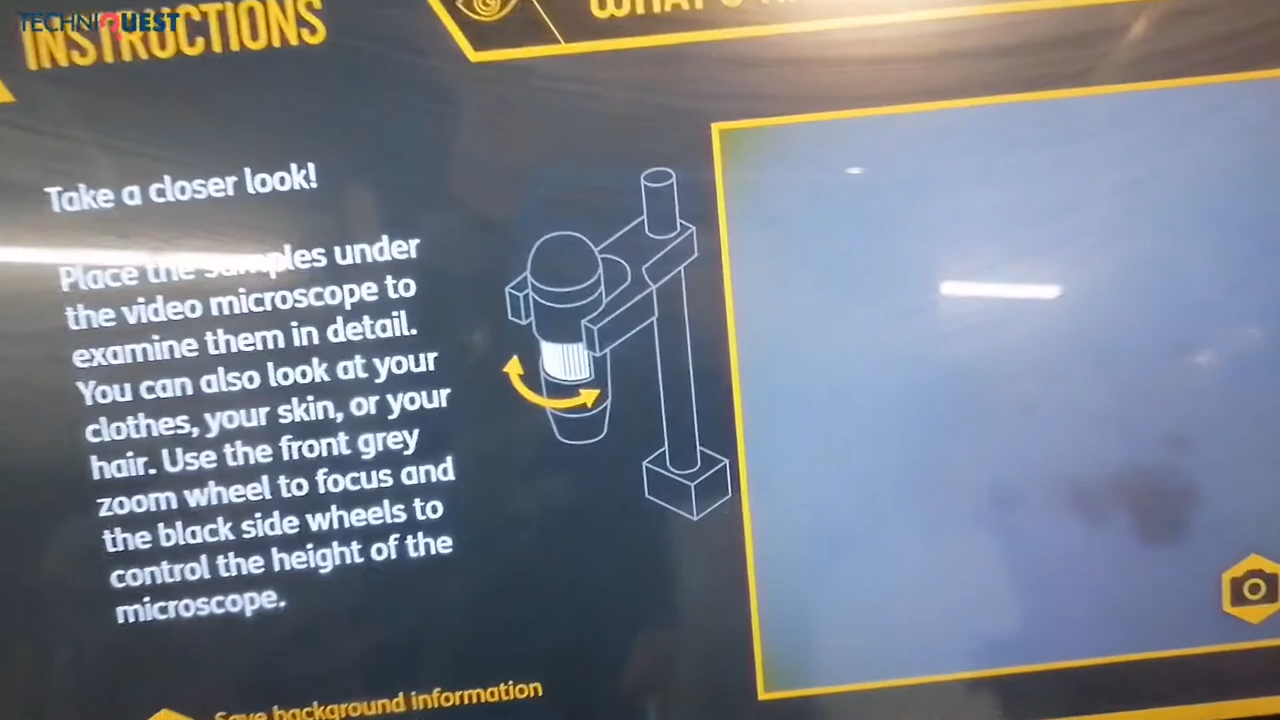 TECHNIQUEST
INSTRUCTIONS
Take a closer look!
Place the samples under
the video microscope to
examine them in detail.
You can also look at your
clothes, your skin, or your
hair. Use the front grey
zoom wheel to focus and
the black side wheels to
control the height of the
microscope.
Save background information